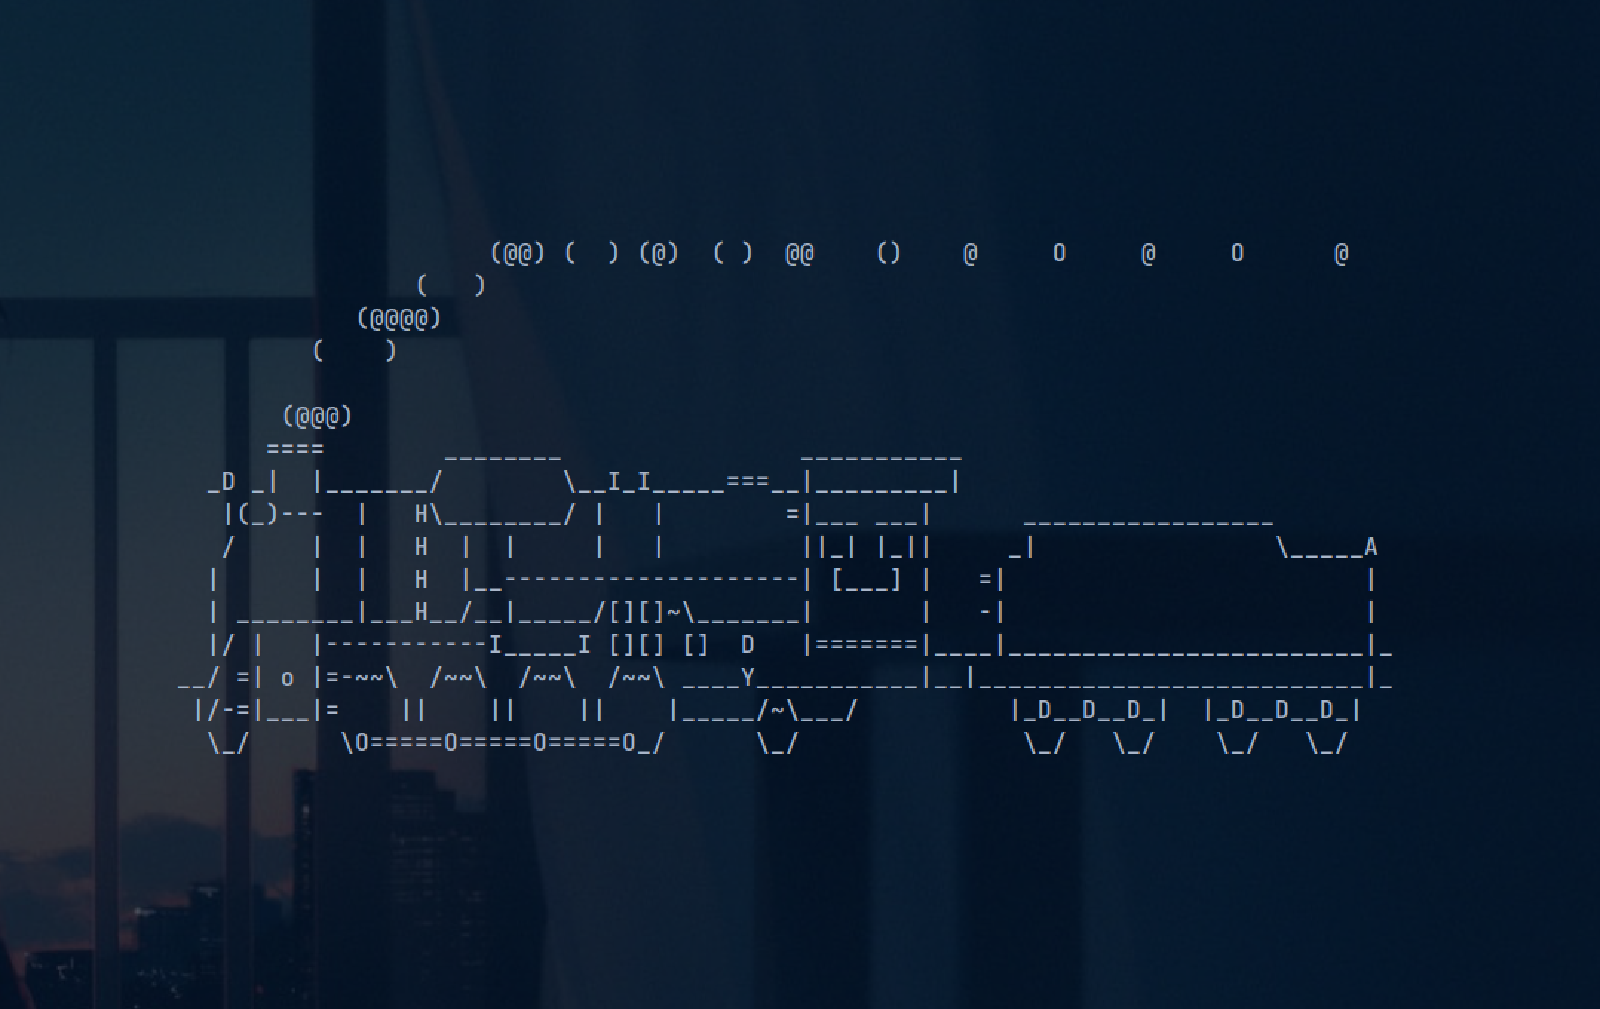 (@@) (  ) (@)  ( )  @@    ()     @     O     @     O      @
                (   )
            (@@@@)
         (    )

       (@@@)
      ====        ________                ___________
  _D _|  |_______/        \__I_I_____===__|_________|
   |(_)---  |   H\________/ |   |        =|___ ___|      _________________
   /     |  |   H  |  |     |   |         ||_| |_||     _|                \_____A
  |      |  |   H  |__--------------------| [___] |   =|                        |
  | ________|___H__/__|_____/[][]~\_______|       |   -|                        |
  |/ |   |-----------I_____I [][] []  D   |=======|____|________________________|_
__/ =| o |=-~~\  /~~\  /~~\  /~~\ ____Y___________|__|__________________________|_
 |/-=|___|=    ||    ||    ||    |_____/~\___/          |_D__D__D_|  |_D__D__D_|
  \_/      \O=====O=====O=====O_/      \_/               \_/   \_/    \_/   \_/